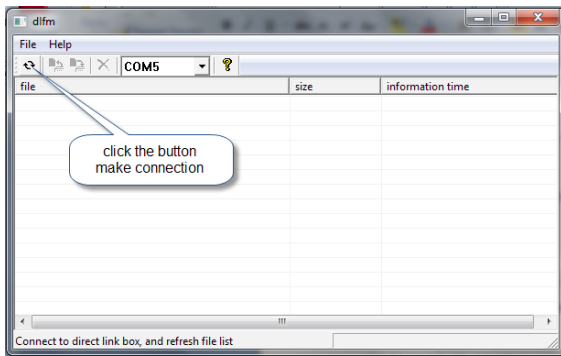 dlfm
File Help
COM5
file size information time
click the button
make connection
Connect to direct link box, and refresh file list